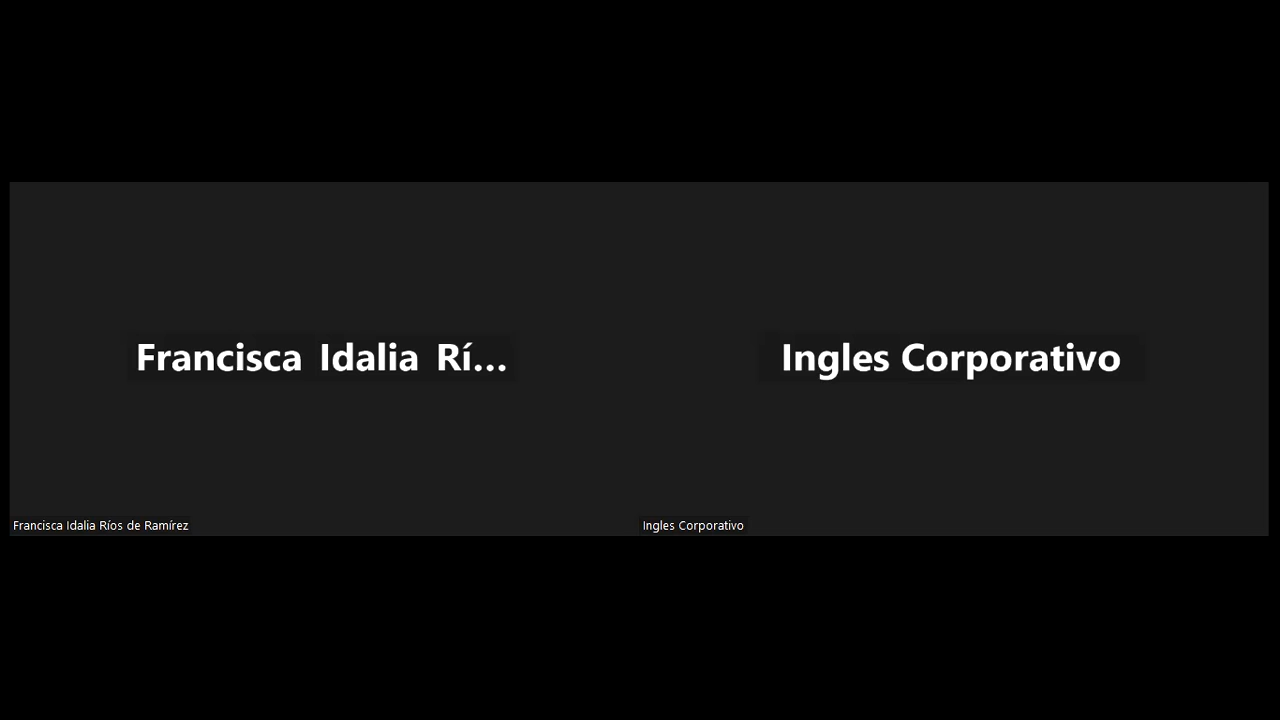 Francisca Idalia Rí...
Ingles Corporativo
Francisca Idalia Ríos de Ramírez
Ingles Corporativo